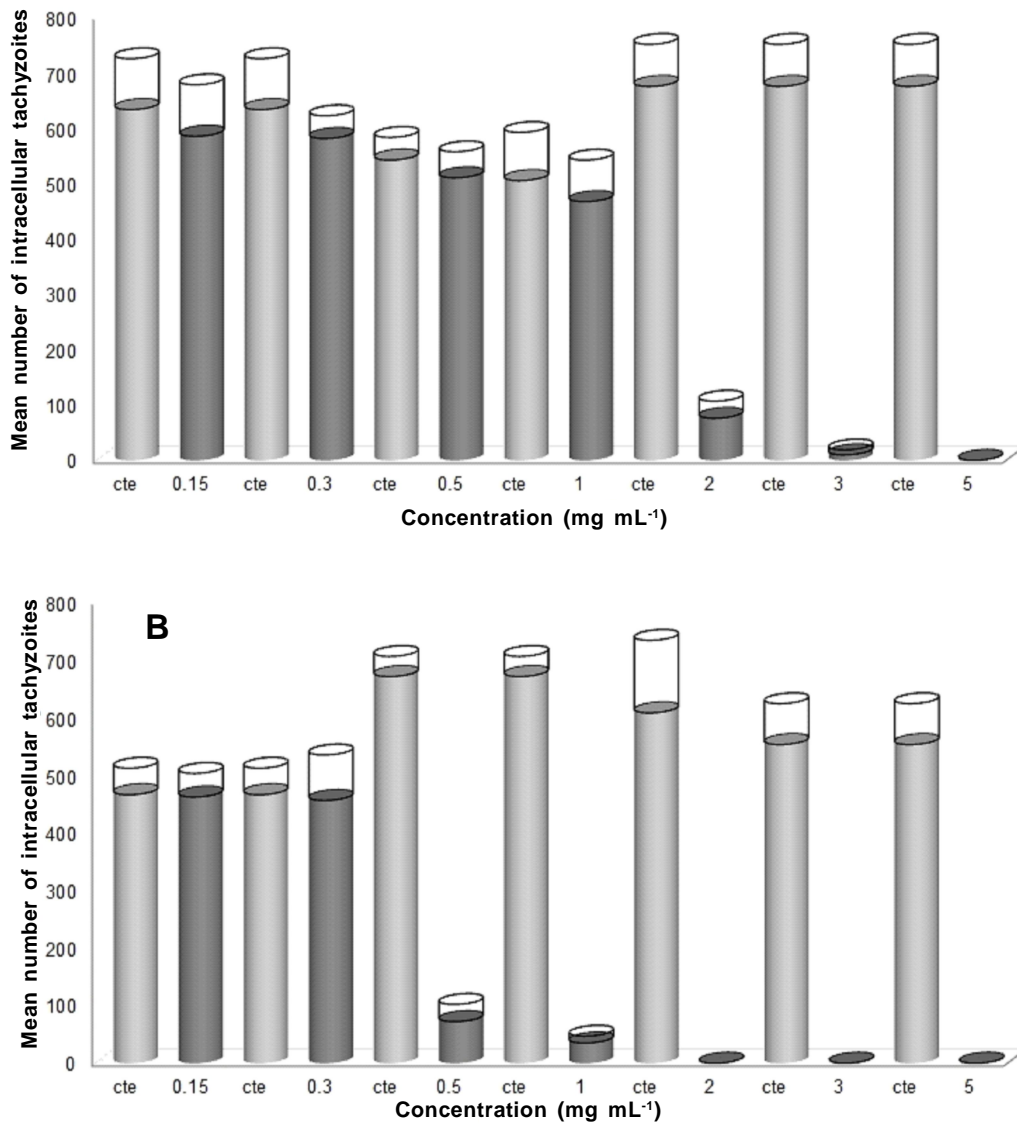 Mean number of intracellular tachyzoites
800
700
600
500
400
300
200
100
0
cte 0.15 cte 0.3 cte 0.5 cte 1 cte 2 cte 3 cte 5
Concentration (mg mL⁻¹)
B
Mean number of intracellular tachyzoites
800
700
600
500
400
300
200
100
0
cte 0.15 cte 0.3 cte 0.5 cte 1 cte 2 cte 3 cte 5
Concentration (mg mL⁻¹)